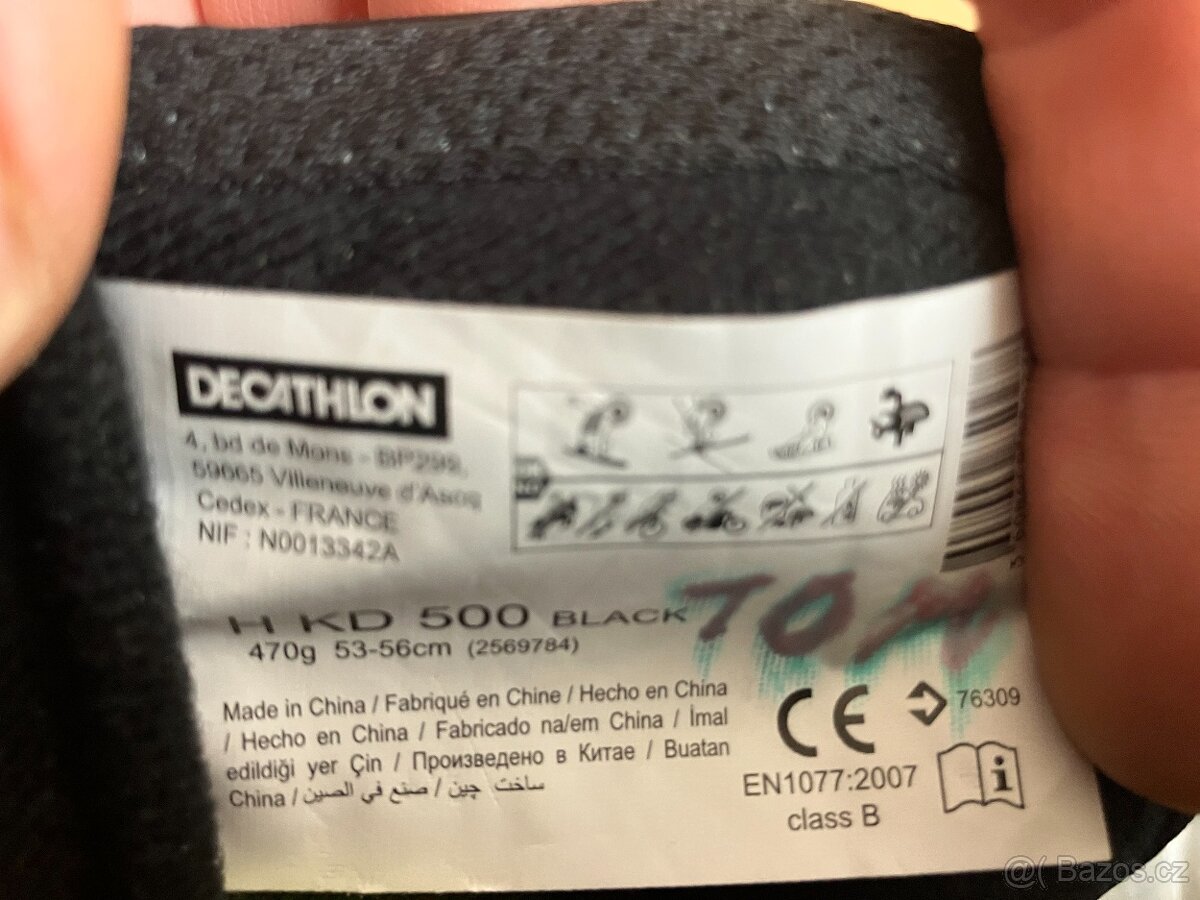 DECATHLON
4, bd de Mons - BP299,
59665 Villeneuve d'Ascq
Cedex - FRANCE
NIF : N0013342A
H KD 500 BLACK
470g 53-56cm (2569784)
TOM
Made in China / Fabriqué en Chine / Hecho en China
/ Hecho en China / Fabricado na/em China / İmal
edildiği yer Çin / Произведено в Китае / Buatan
China / ساخت چین / صنع في الصين
76309
EN1077:2007
class B
@( Bazos.cz